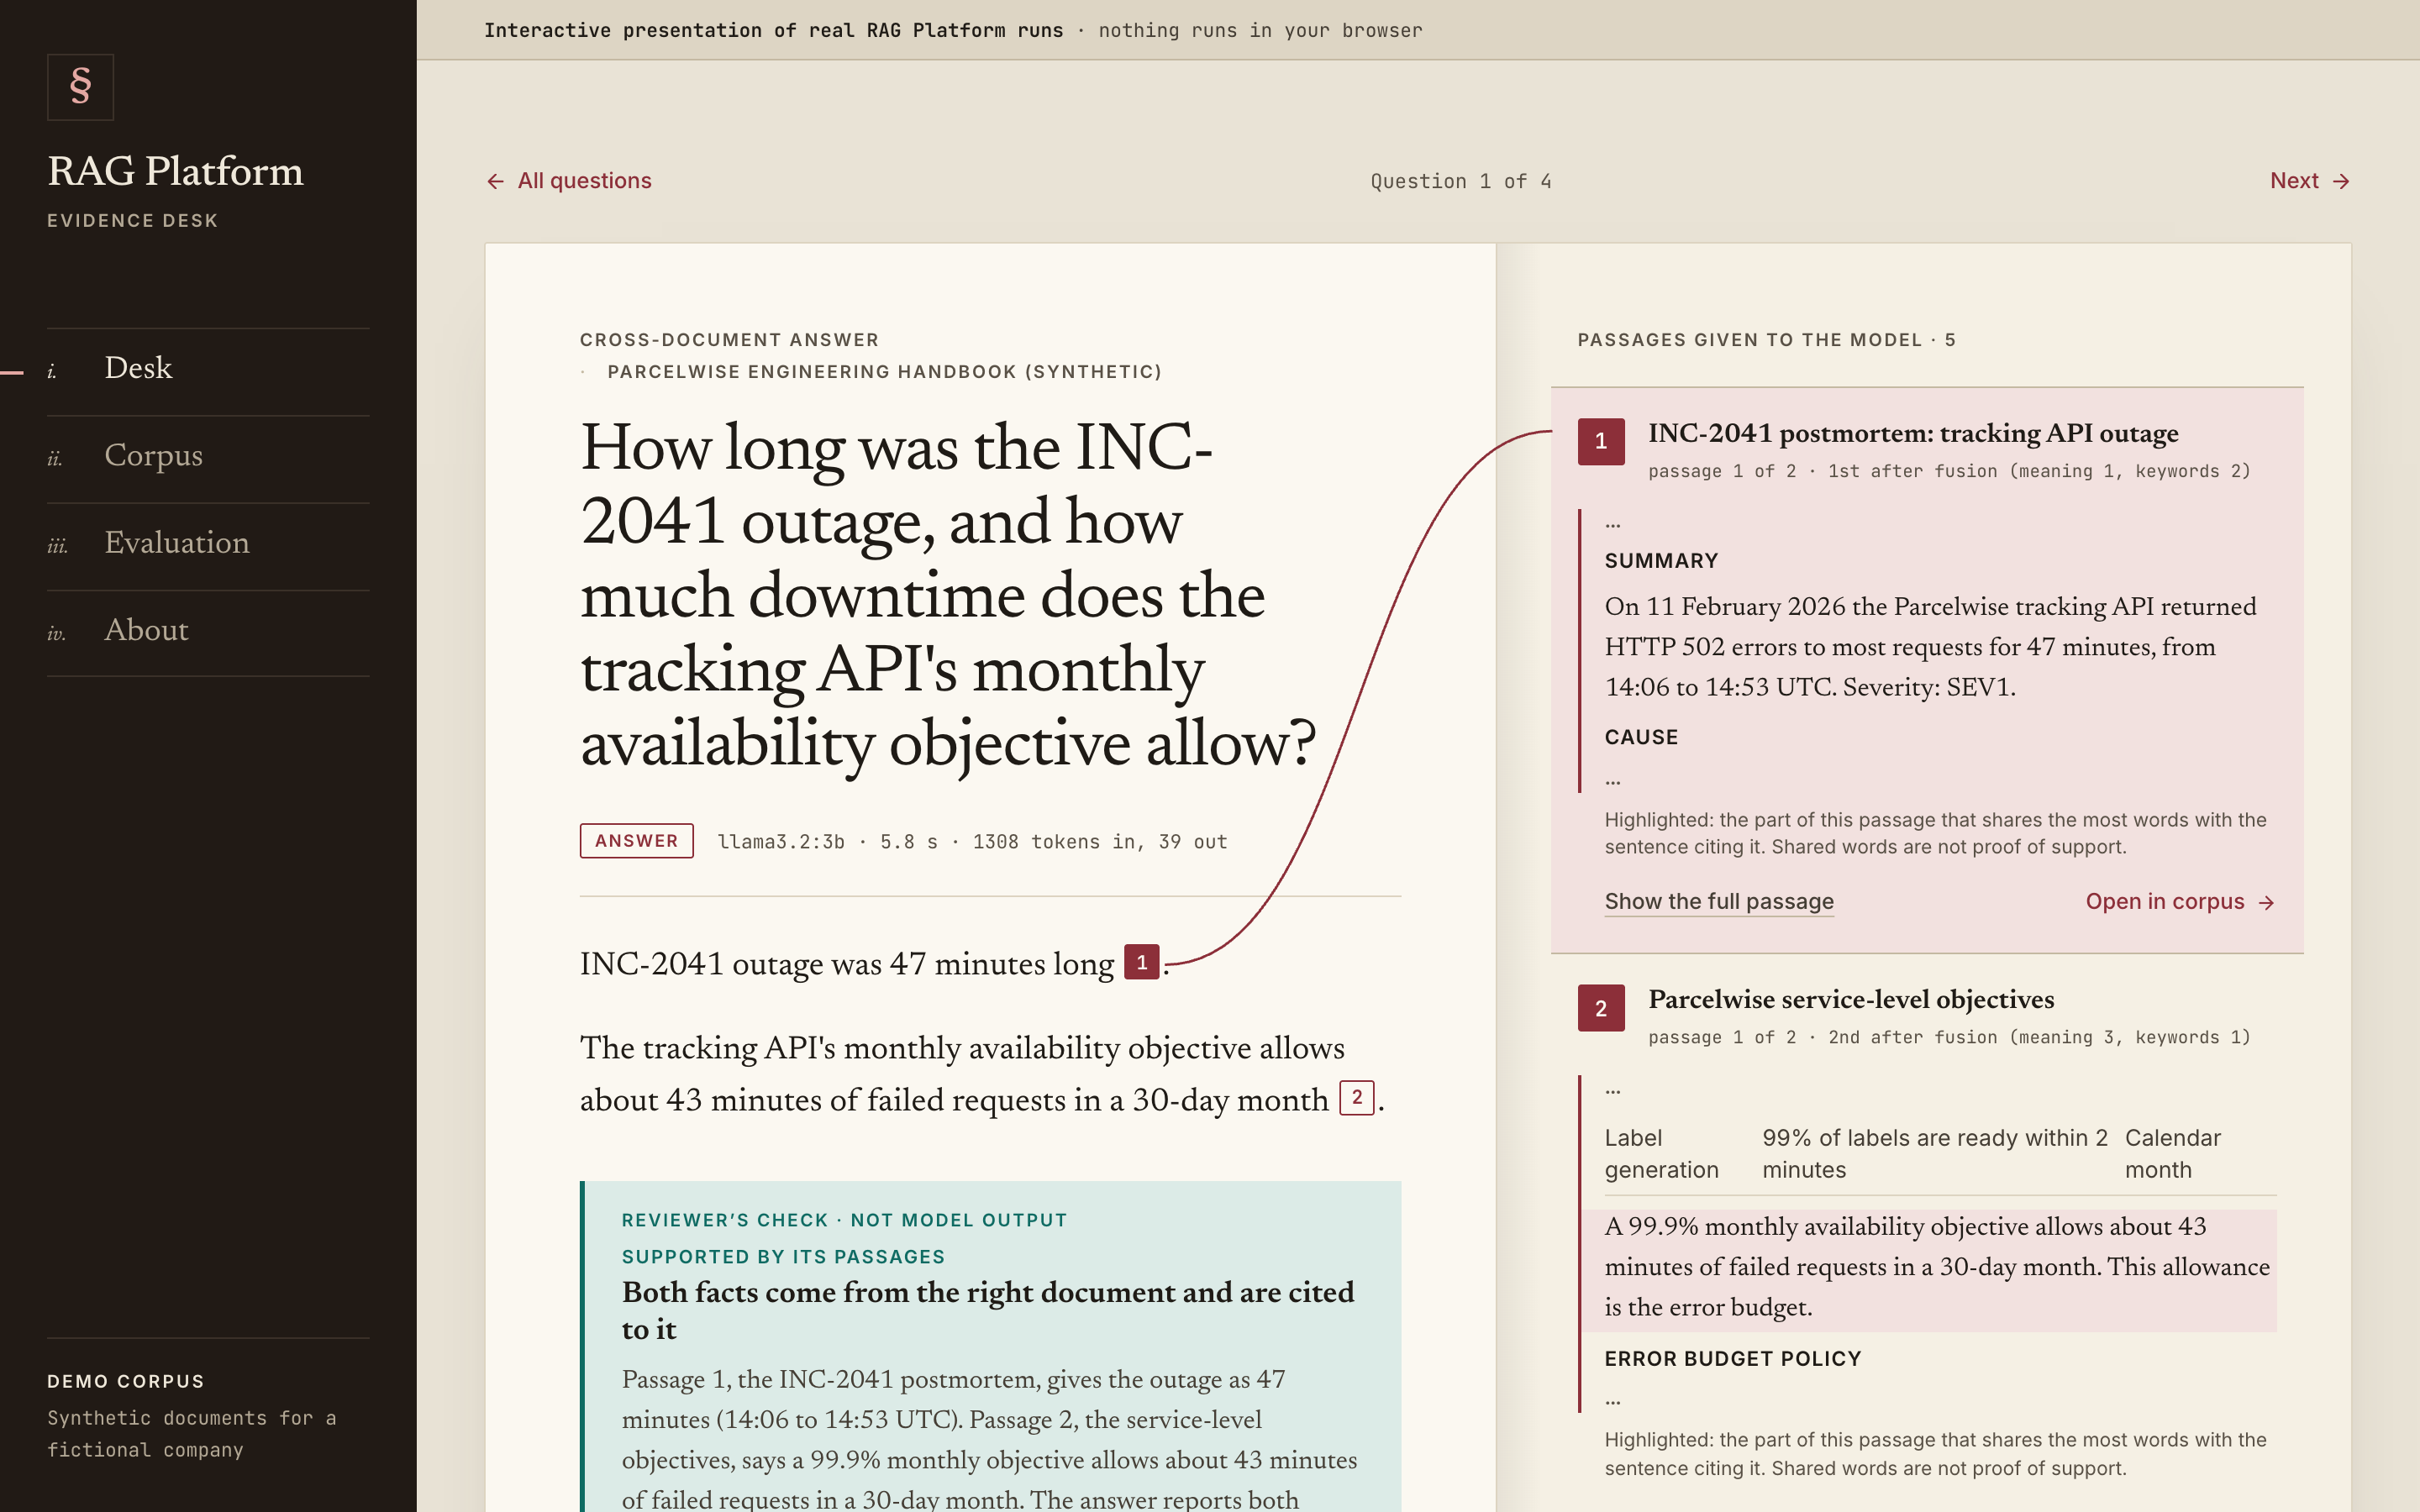 Interactive presentation of real RAG Platform runs · nothing runs in your browser
§
RAG Platform
EVIDENCE DESK
i. Desk
ii. Corpus
iii. Evaluation
iv. About
DEMO CORPUS
Synthetic documents for a
fictional company
← All questions
Question 1 of 4
Next →
CROSS-DOCUMENT ANSWER
· PARCELWISE ENGINEERING HANDBOOK (SYNTHETIC)
How long was the INC-
2041 outage, and how
much downtime does the
tracking API's monthly
availability objective allow?
ANSWER llama3.2:3b · 5.8 s · 1308 tokens in, 39 out
INC-2041 outage was 47 minutes long 1.
The tracking API's monthly availability objective allows
about 43 minutes of failed requests in a 30-day month 2.
REVIEWER’S CHECK · NOT MODEL OUTPUT
SUPPORTED BY ITS PASSAGES
Both facts come from the right document and are cited
to it
Passage 1, the INC-2041 postmortem, gives the outage as 47
minutes (14:06 to 14:53 UTC). Passage 2, the service-level
objectives, says a 99.9% monthly objective allows about 43 minutes
of failed requests in a 30-day month. The answer reports both
PASSAGES GIVEN TO THE MODEL · 5
1 INC-2041 postmortem: tracking API outage
passage 1 of 2 · 1st after fusion (meaning 1, keywords 2)
…
SUMMARY
On 11 February 2026 the Parcelwise tracking API returned
HTTP 502 errors to most requests for 47 minutes, from
14:06 to 14:53 UTC. Severity: SEV1.
CAUSE
…
Highlighted: the part of this passage that shares the most words with the
sentence citing it. Shared words are not proof of support.
Show the full passage
Open in corpus →
2 Parcelwise service-level objectives
passage 1 of 2 · 2nd after fusion (meaning 3, keywords 1)
…
Label 99% of labels are ready within 2 Calendar
generation minutes month
A 99.9% monthly availability objective allows about 43
minutes of failed requests in a 30-day month. This allowance
is the error budget.
ERROR BUDGET POLICY
…
Highlighted: the part of this passage that shares the most words with the
sentence citing it. Shared words are not proof of support.